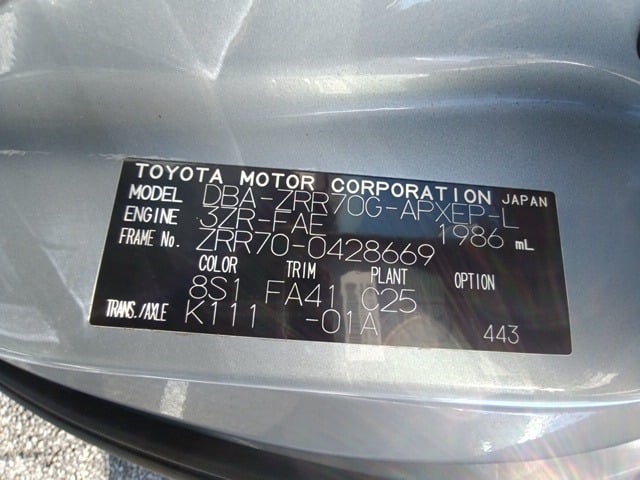 TOYOTA MOTOR CORPORATION JAPAN
MODEL DBA-ZRR70G-APXEP-L
ENGINE 3ZR-FAE 1986 mL
FRAME No. ZRR70-0428669
COLOR TRIM PLANT OPTION
8S1 FA41 C25
TRANS./AXLE K111 -01A 443